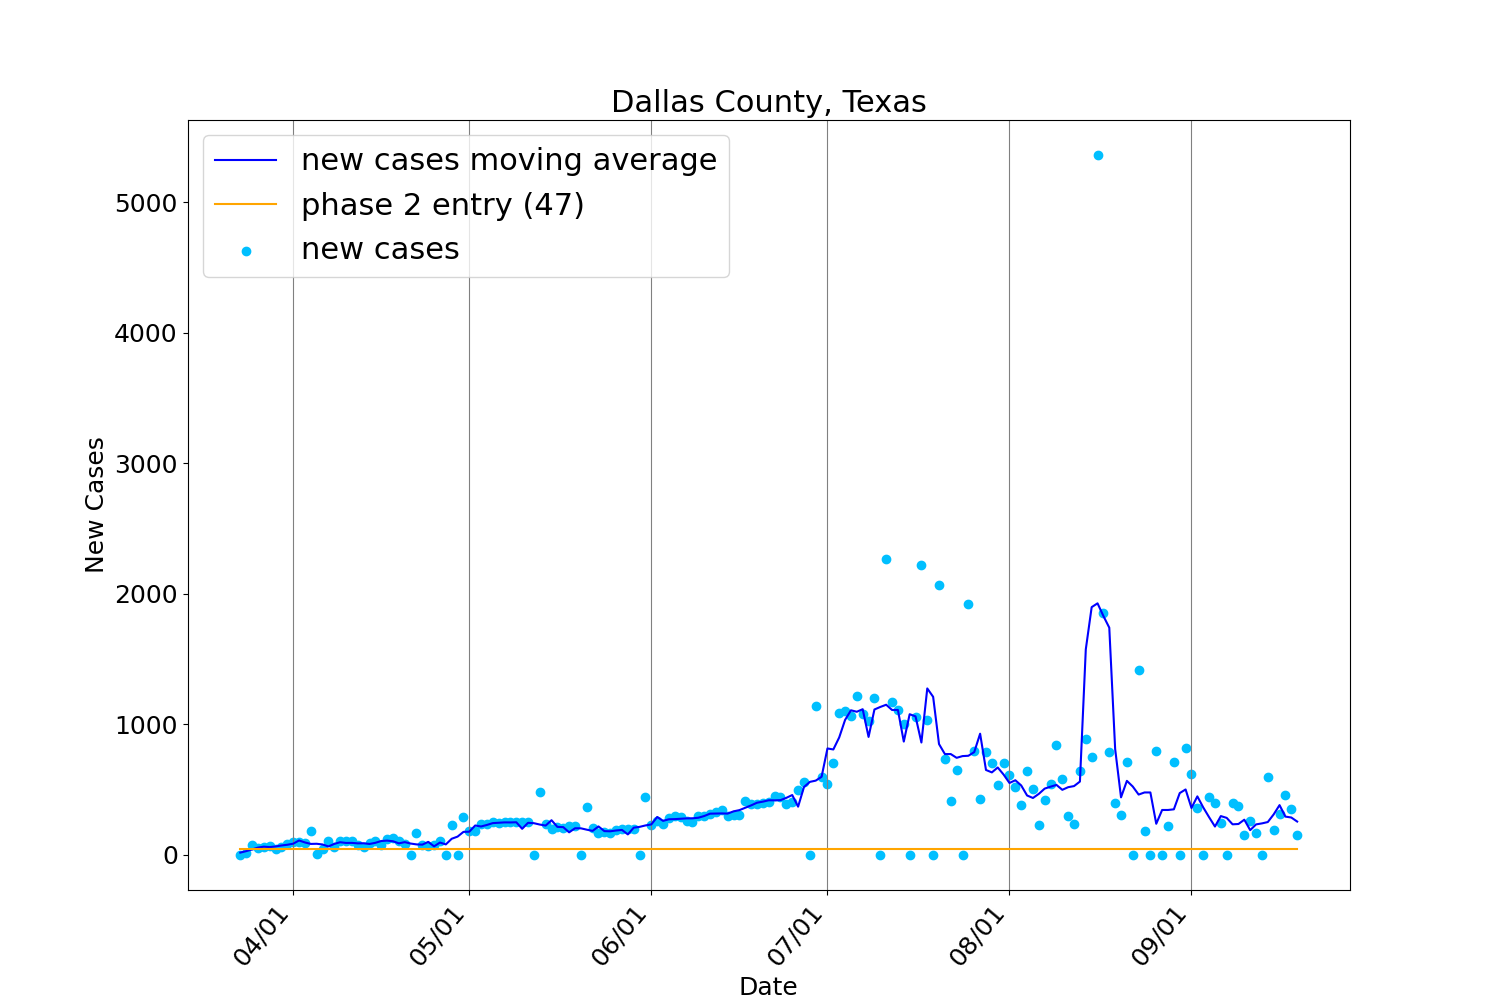 Dallas County, Texas
new cases moving average
phase 2 entry (47)
new cases
5000
4000
3000
2000
1000
0
New Cases
04/01
05/01
06/01
07/01
08/01
09/01
Date